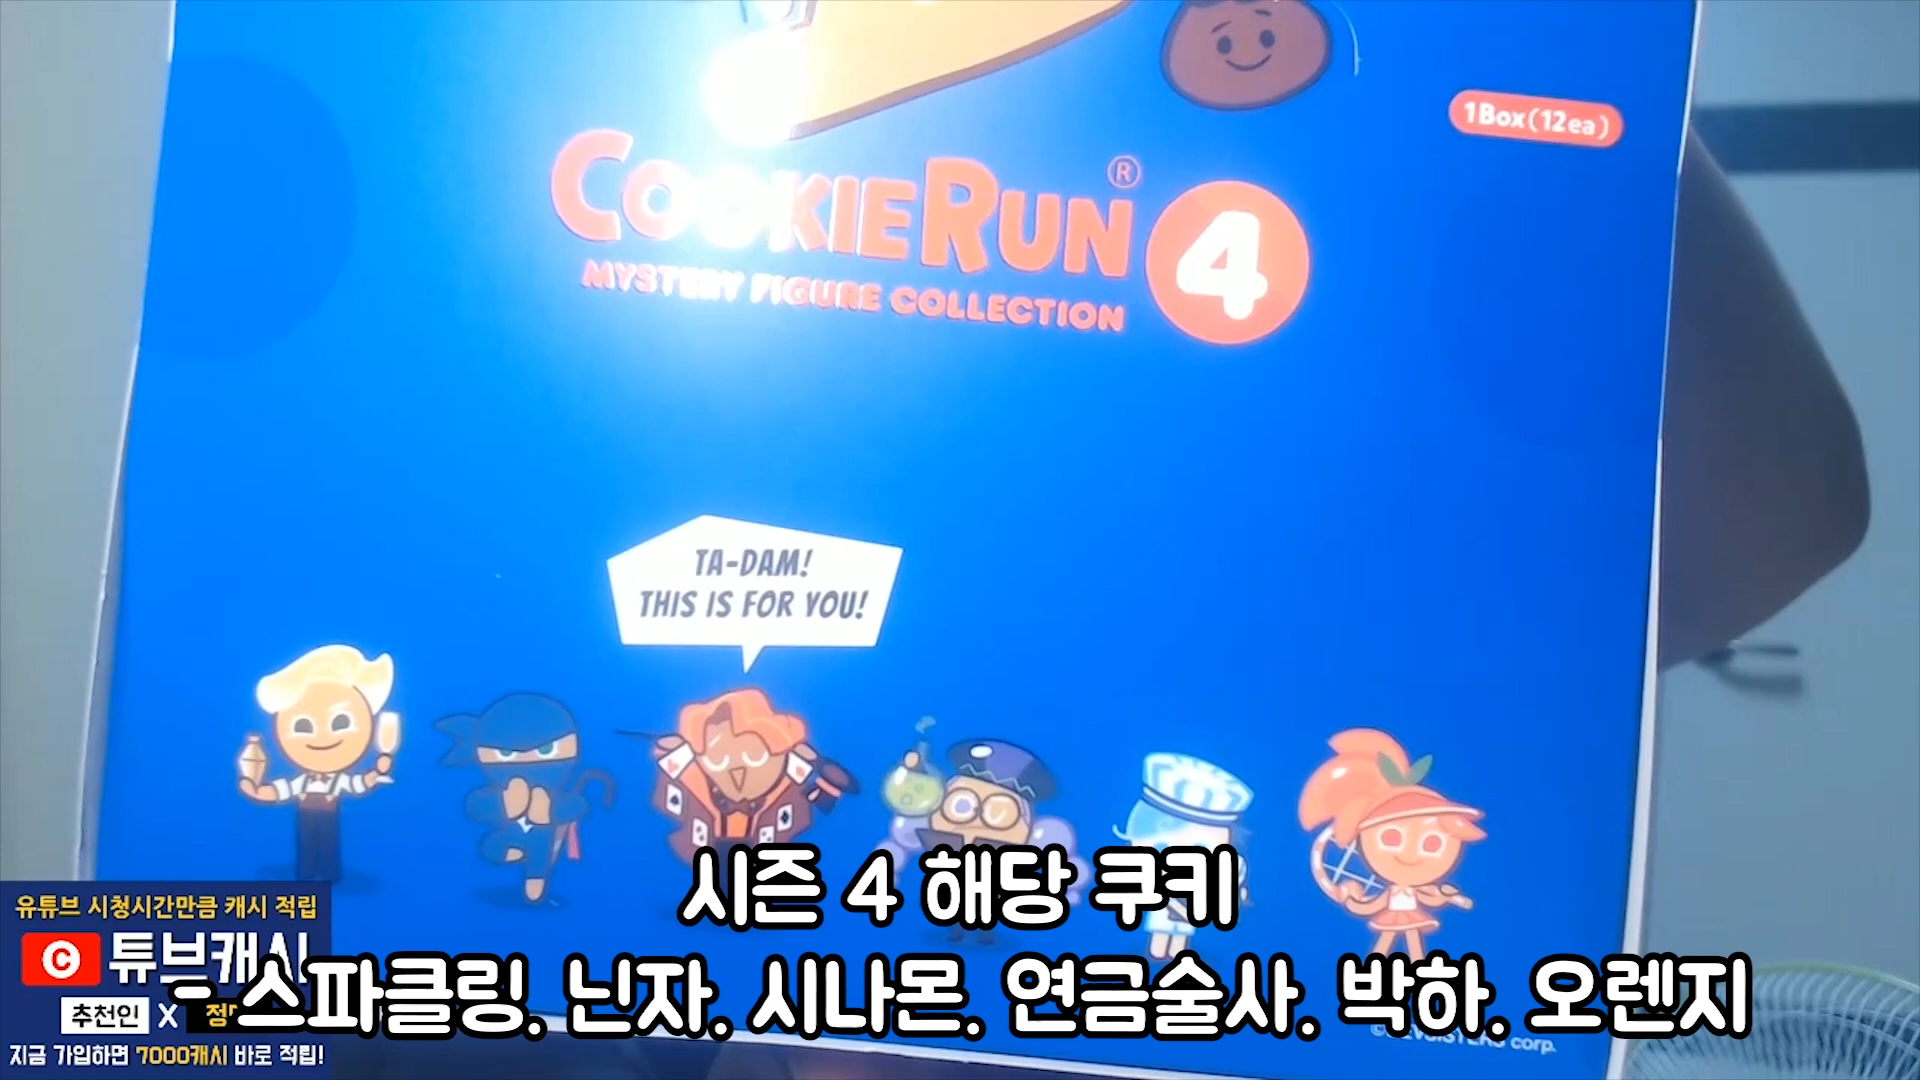 1Box(12ea)
COOKIERUN® 4
MYSTERY FIGURE COLLECTION
TA-DAM!
THIS IS FOR YOU!
시즌 4 해당 쿠키
스파클링. 닌자. 시나몬. 연금술사. 박하. 오렌지
유튜브 시청시간만큼 캐시 적립
C 튜브캐시
추천인 X
지금 가입하면 7000캐시 바로 적립!
corp.